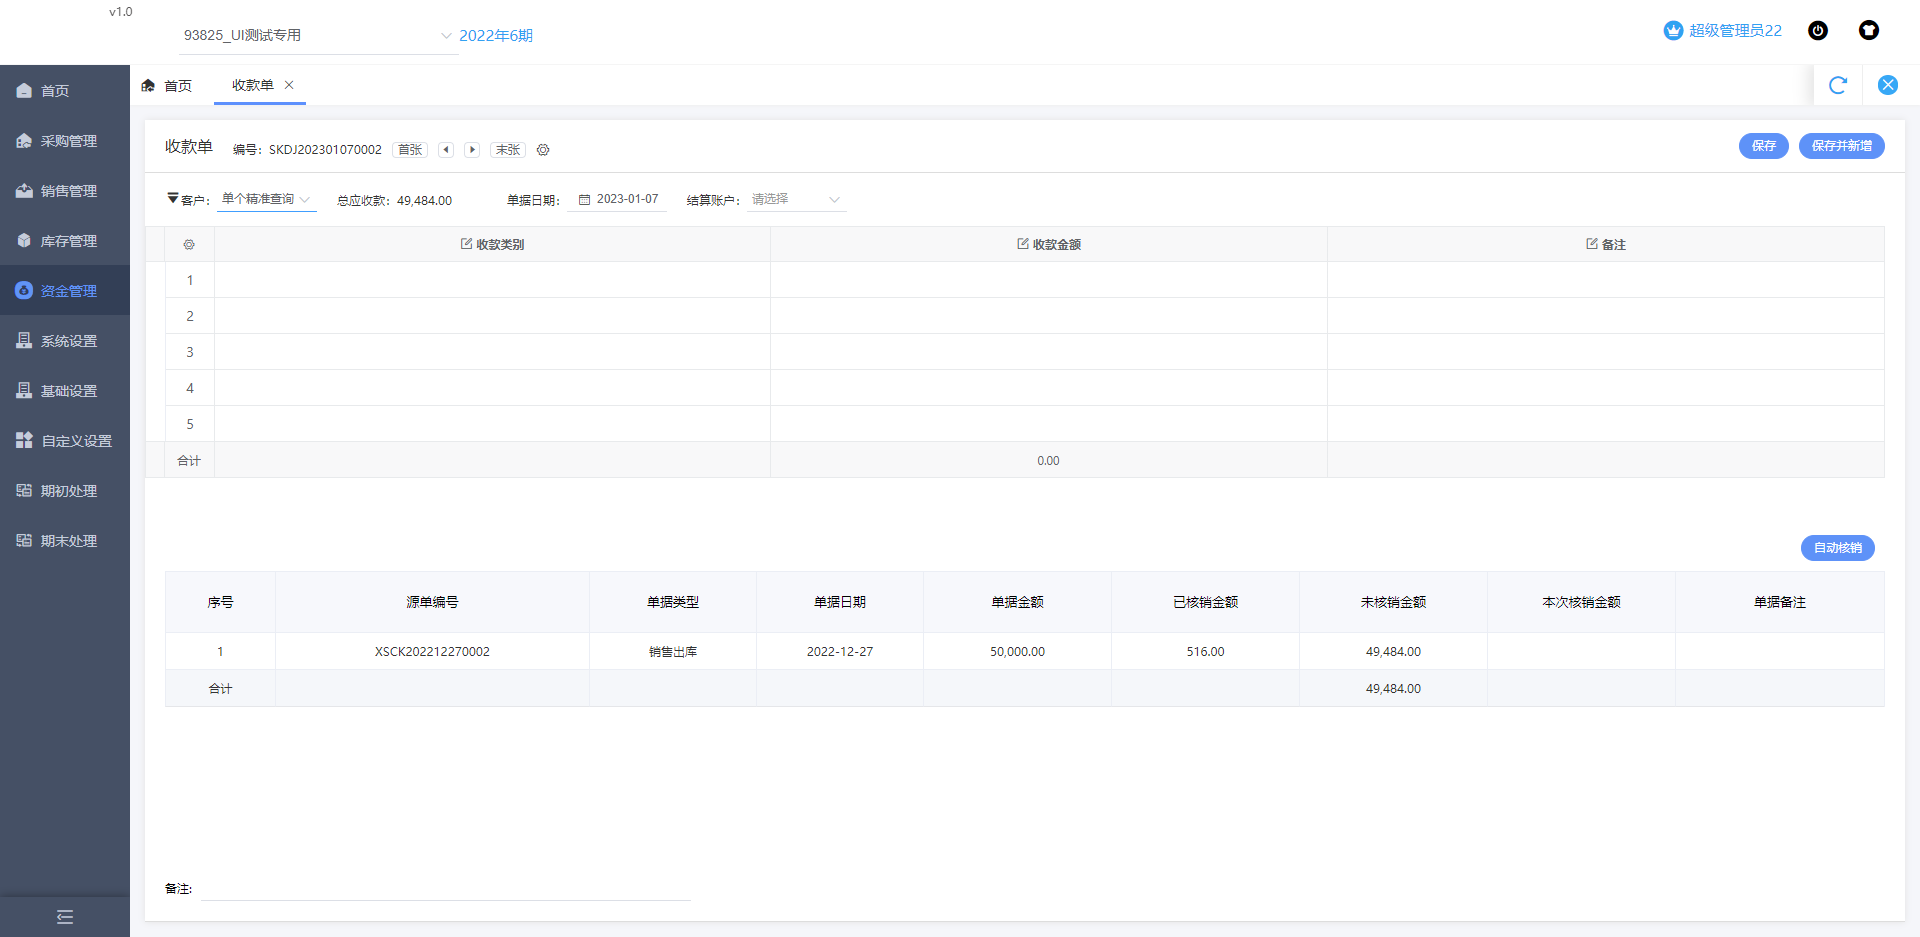 v1.0
93825_UI测试专用
2022年6期
超级管理员22
首页
采购管理
销售管理
库存管理
资金管理
系统设置
基础设置
自定义设置
期初处理
期末处理
首页
收款单
收款单 编号: SKDJ202301070002 首张 末张
保存
保存并新增
客户: 单个精准查询 总应收款: 49,484.00 单据日期: 2023-01-07 结算账户: 请选择
收款类别 收款金额 备注
1
2
3
4
5
合计 0.00
自动核销
序号 源单编号 单据类型 单据日期 单据金额 已核销金额 未核销金额 本次核销金额 单据备注
1 XSCK202212270002 销售出库 2022-12-27 50,000.00 516.00 49,484.00
合计 49,484.00
备注: